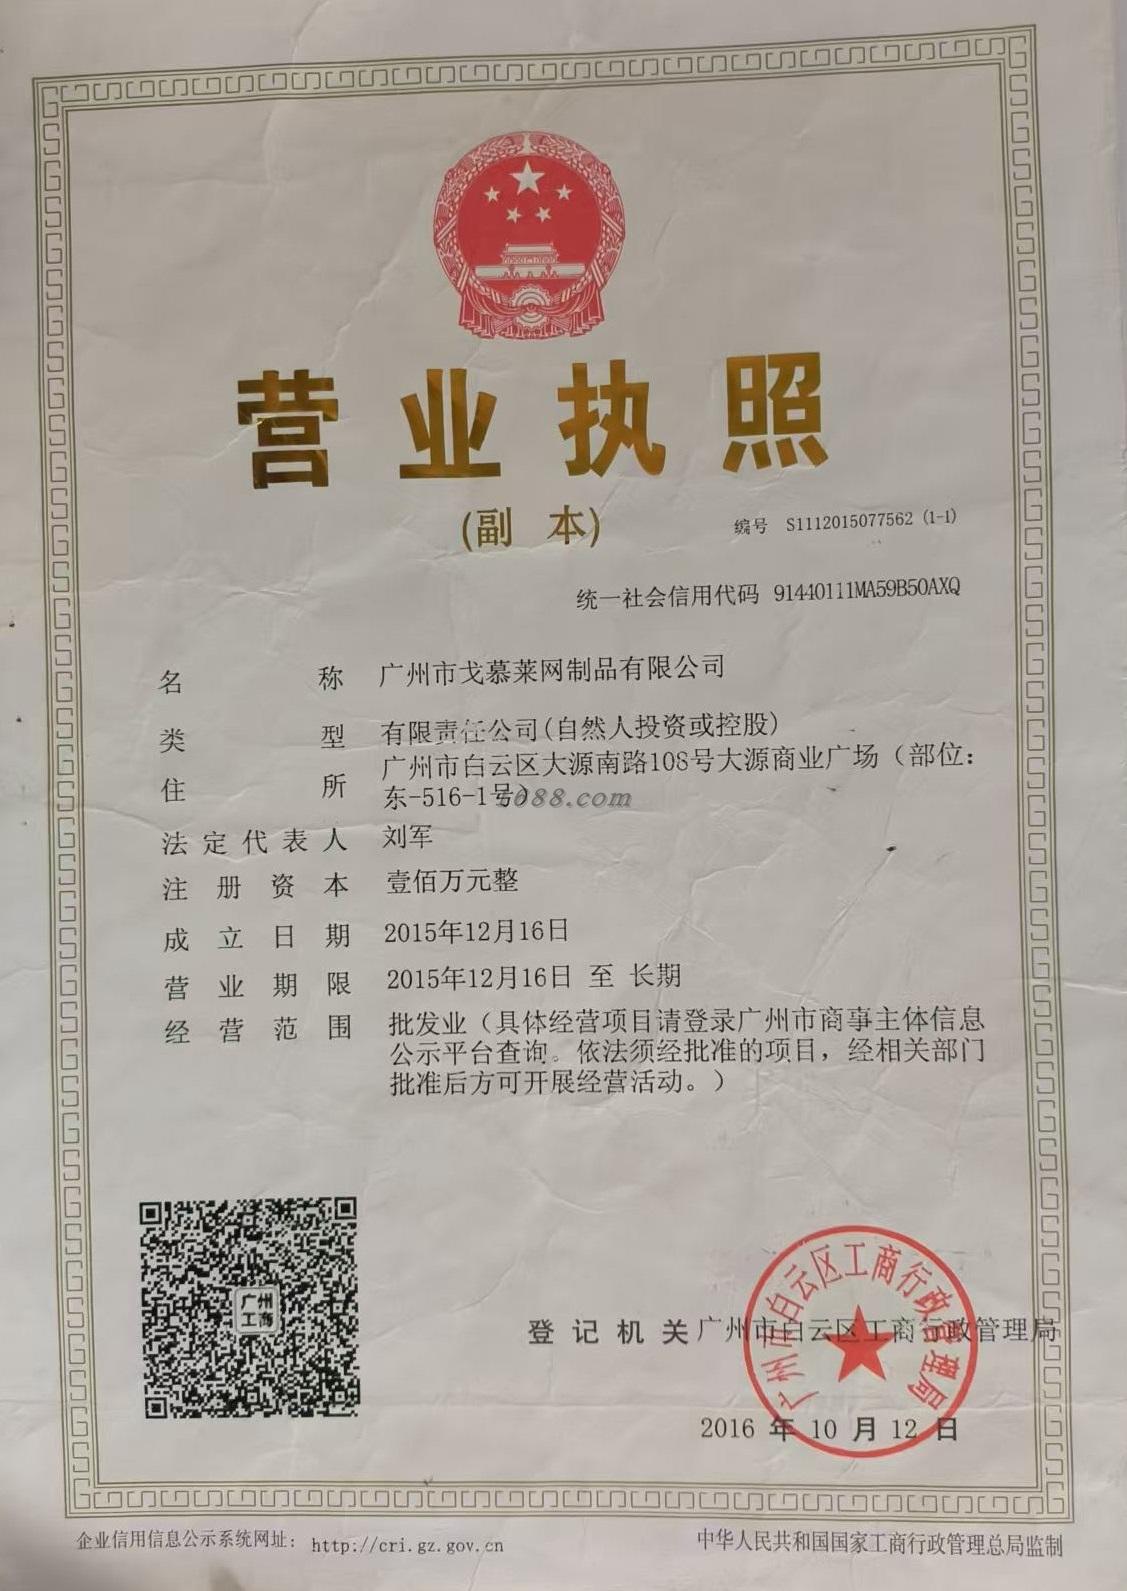 营业执照
(副 本)
编号 S1112015077562 (1-1)
统一社会信用代码 91440111MA59B50AXQ
名 称 广州市戈慕莱网制品有限公司
类 型 有限责任公司(自然人投资或控股)
住 所 广州市白云区大源南路108号大源商业广场（部位：
东-516-1号）
1688.com
法定代表人 刘军
注册资本 壹佰万元整
成立日期 2015年12月16日
营业期限 2015年12月16日 至 长期
经营范围 批发业（具体经营项目请登录广州市商事主体信息
公示平台查询。依法须经批准的项目，经相关部门
批准后方可开展经营活动。）
广州
工商
登记机关 广州市白云区工商行政管理局
广州市白云区工商行政管理局
2016 年 10 月 12 日
企业信用信息公示系统网址： http://cri.gz.gov.cn
中华人民共和国国家工商行政管理总局监制